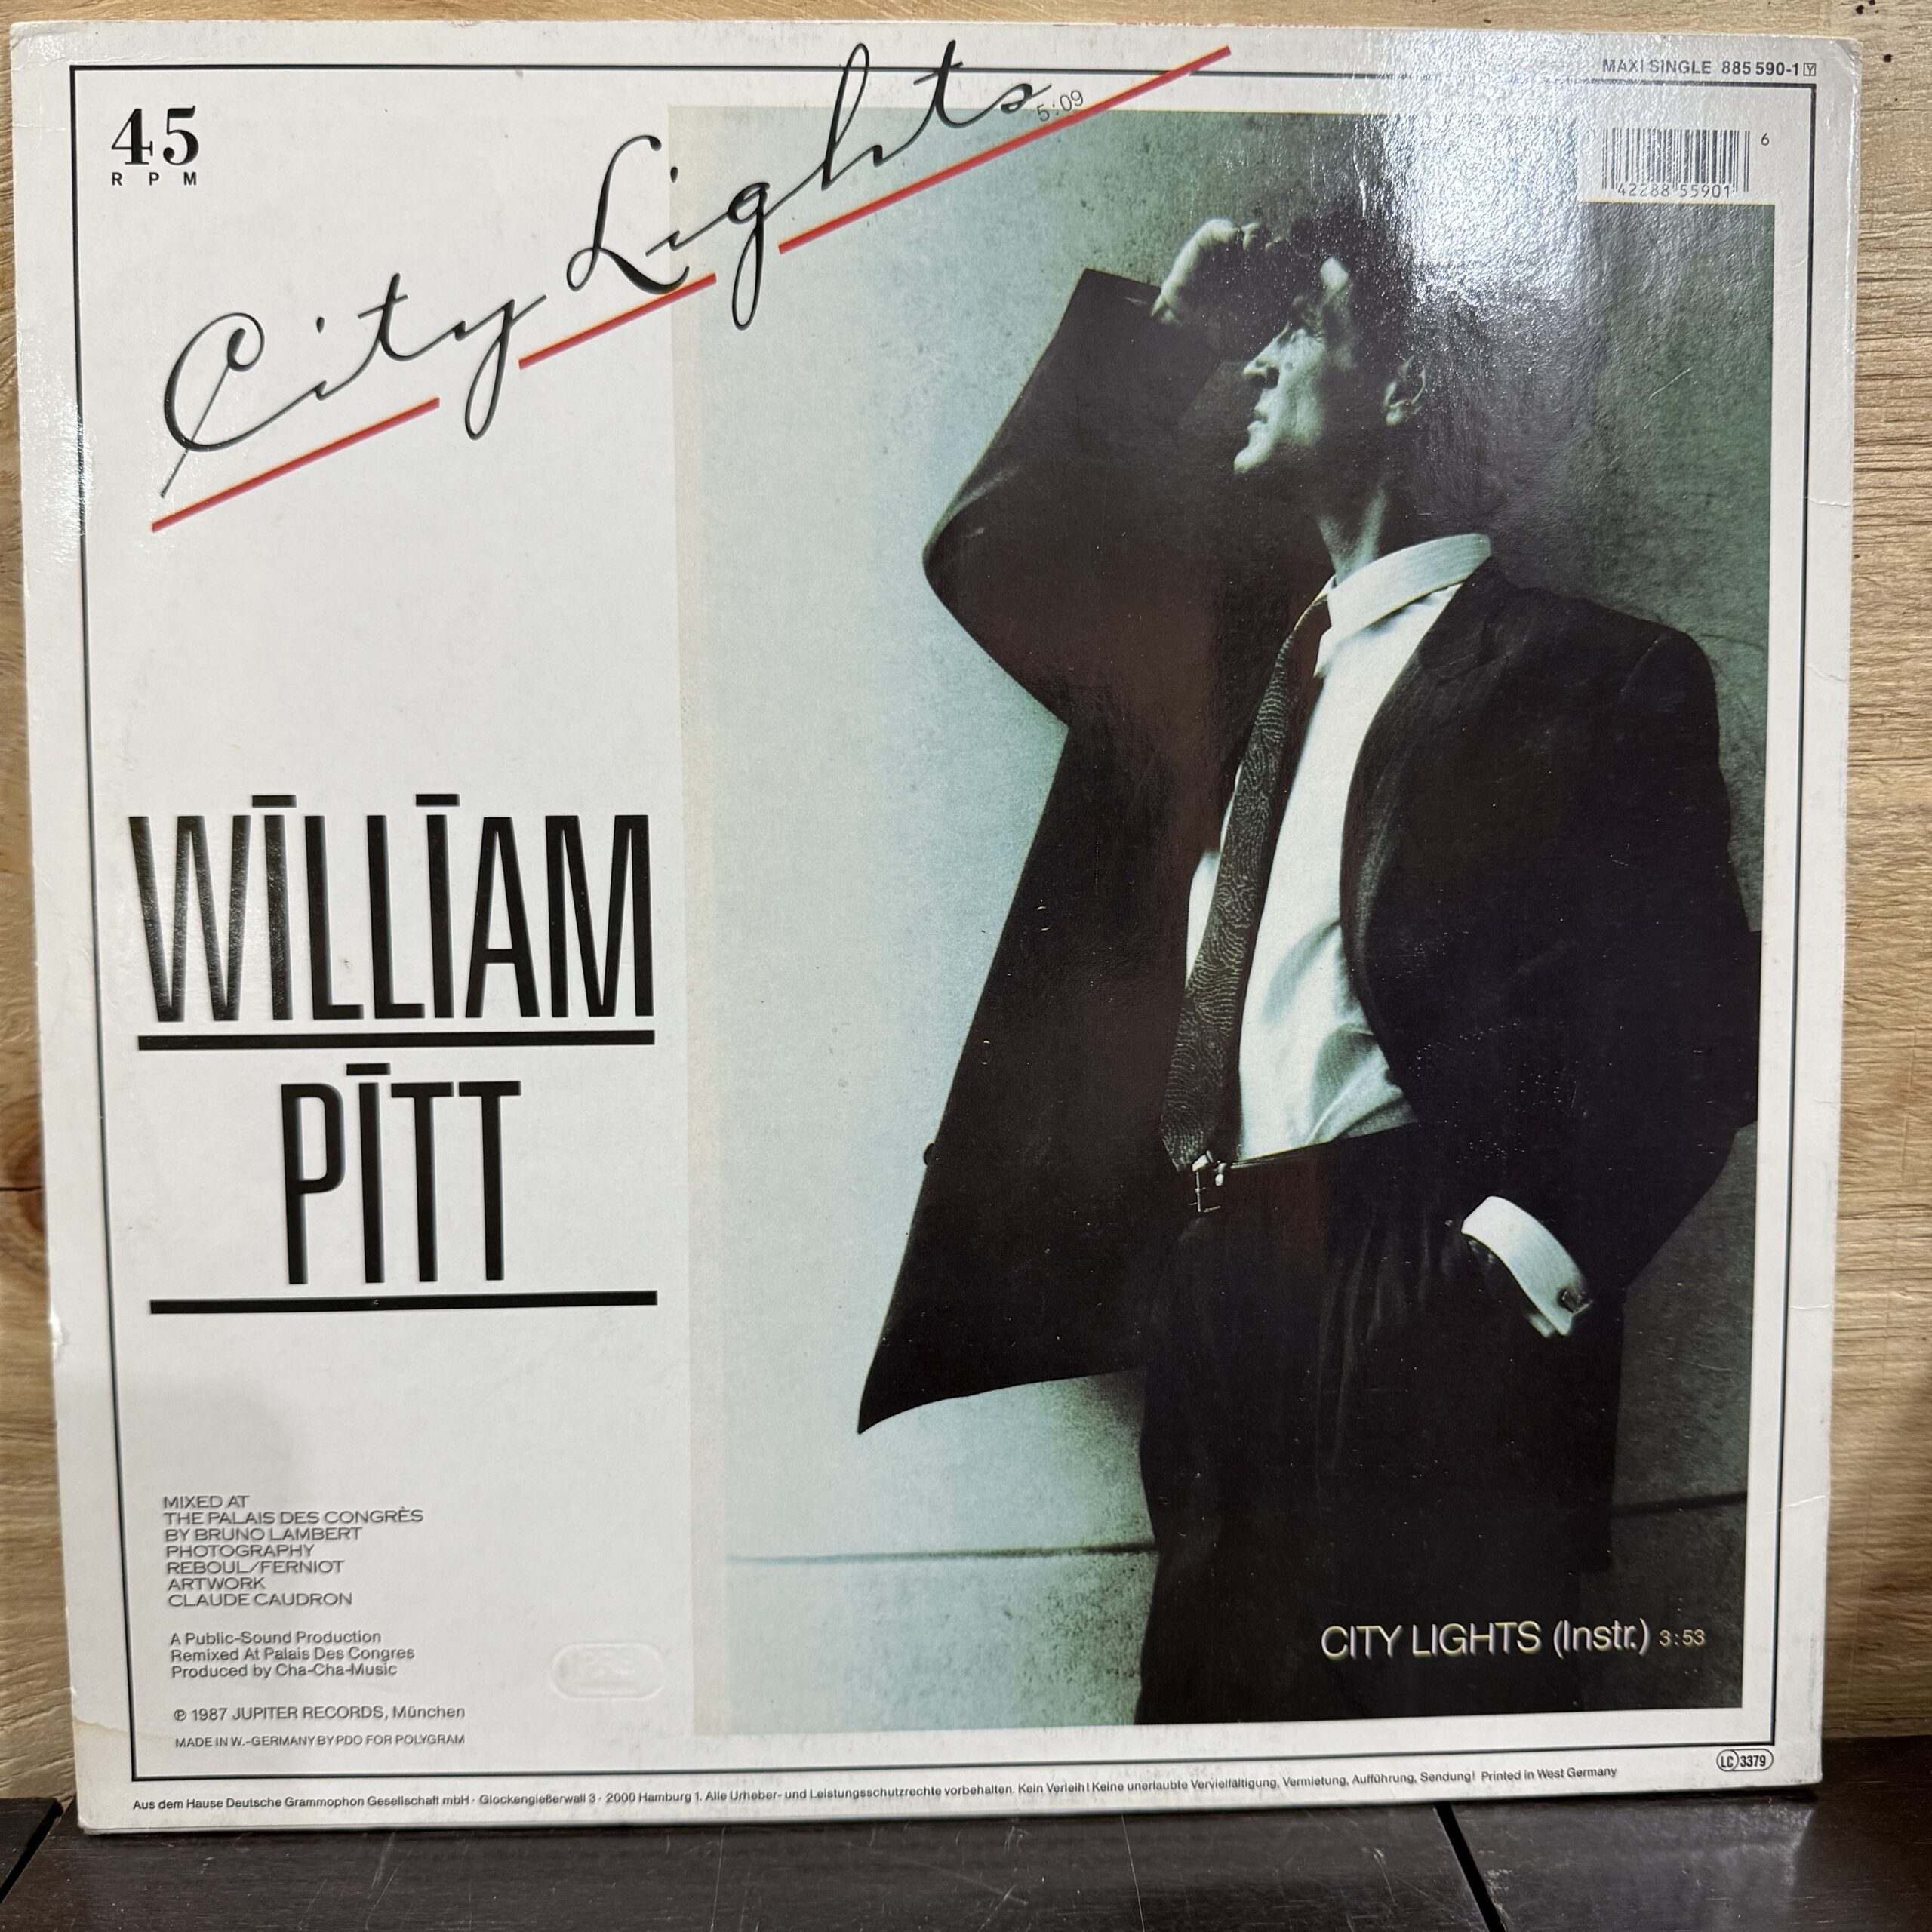 45
RPM
City Lights 5:09
MAXI SINGLE 885 590-1 Y
6
42288 55901
WILLIAM
PITT
MIXED AT
THE PALAIS DES CONGRÈS
BY BRUNO LAMBERT
PHOTOGRAPHY
REBOUL/FERNIOT
ARTWORK
CLAUDE CAUDRON
A Public-Sound Production
Remixed At Palais Des Congres
Produced by Cha-Cha-Music
℗ 1987 JUPITER RECORDS, München
MADE IN W.-GERMANY BY PDO FOR POLYGRAM
CITY LIGHTS (Instr.) 3:53
LC 3379
Aus dem Hause Deutsche Grammophon Gesellschaft mbH · Glockengießerwall 3 · 2000 Hamburg 1. Alle Urheber- und Leistungsschutzrechte vorbehalten. Kein Verleih! Keine unerlaubte Vervielfältigung, Vermietung, Aufführung, Sendung! Printed in West Germany